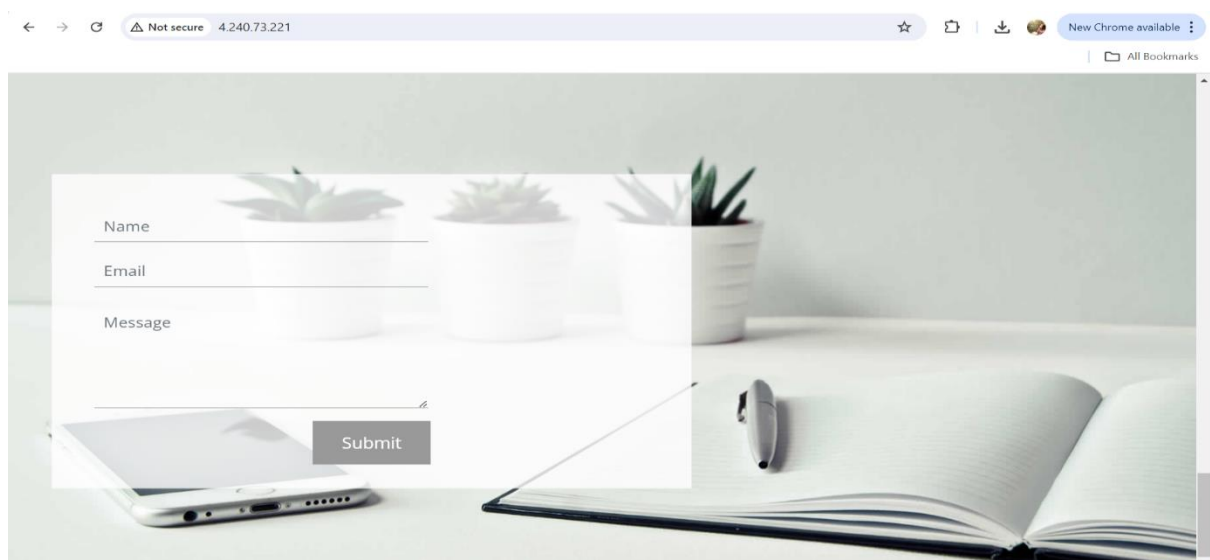 Not secure 4.240.73.221 New Chrome available
All Bookmarks
Name
Email
Message
Submit